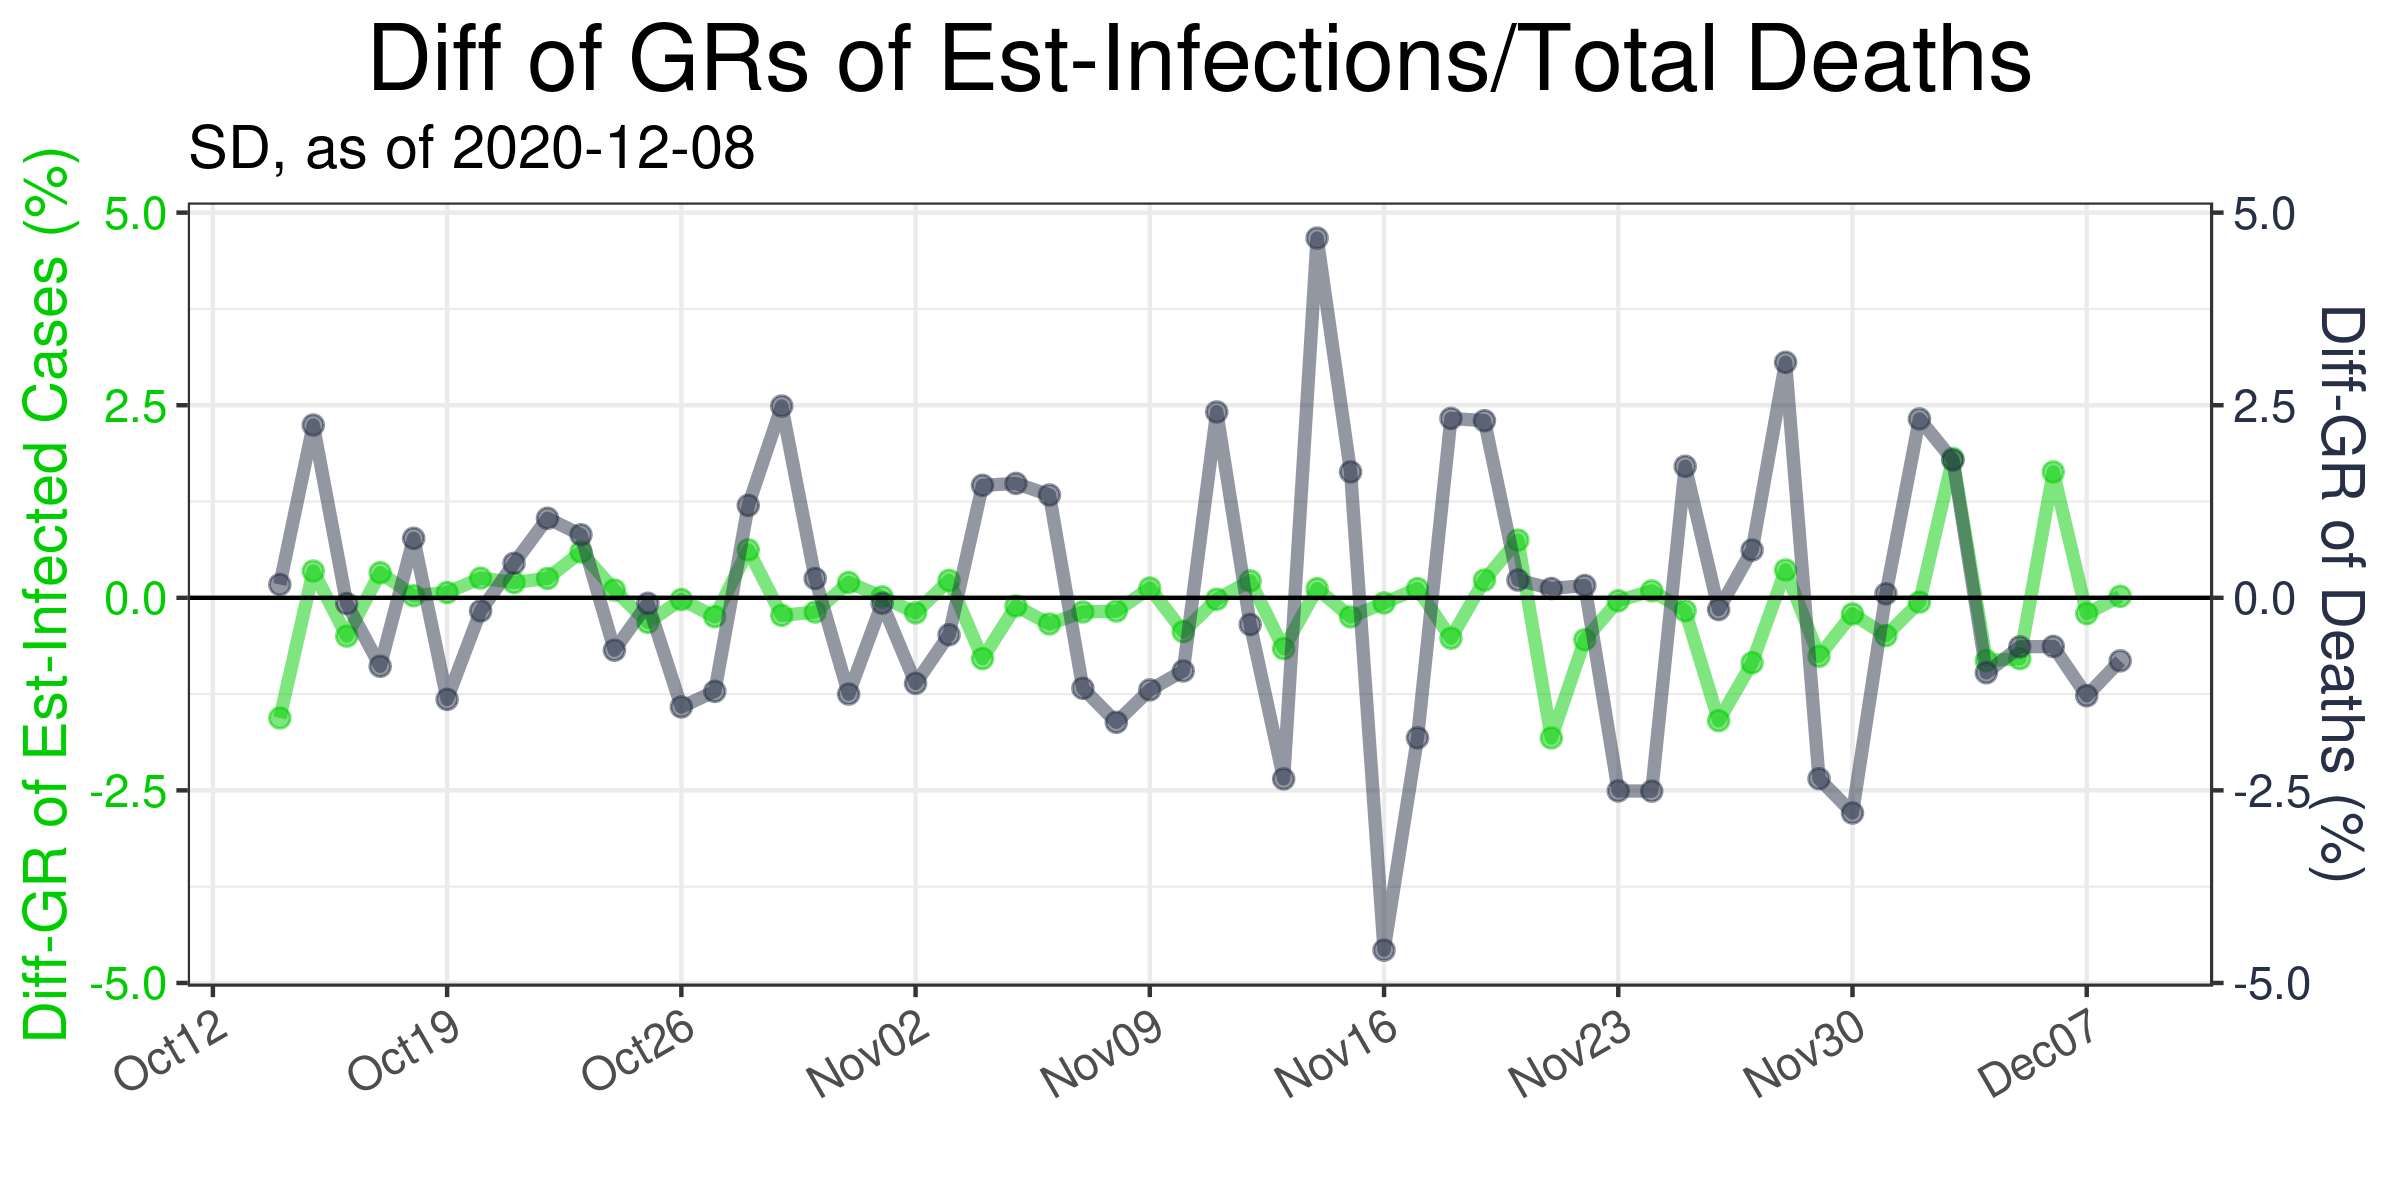 Diff of GRs of Est-Infections/Total Deaths
SD, as of 2020-12-08
Diff-GR of Est-Infected Cases (%)
5.0
2.5
0.0
-2.5
-5.0
5.0
2.5
0.0
-2.5
-5.0
Diff-GR of Deaths (%)
Oct12 Oct19 Oct26 Nov02 Nov09 Nov16 Nov23 Nov30 Dec07